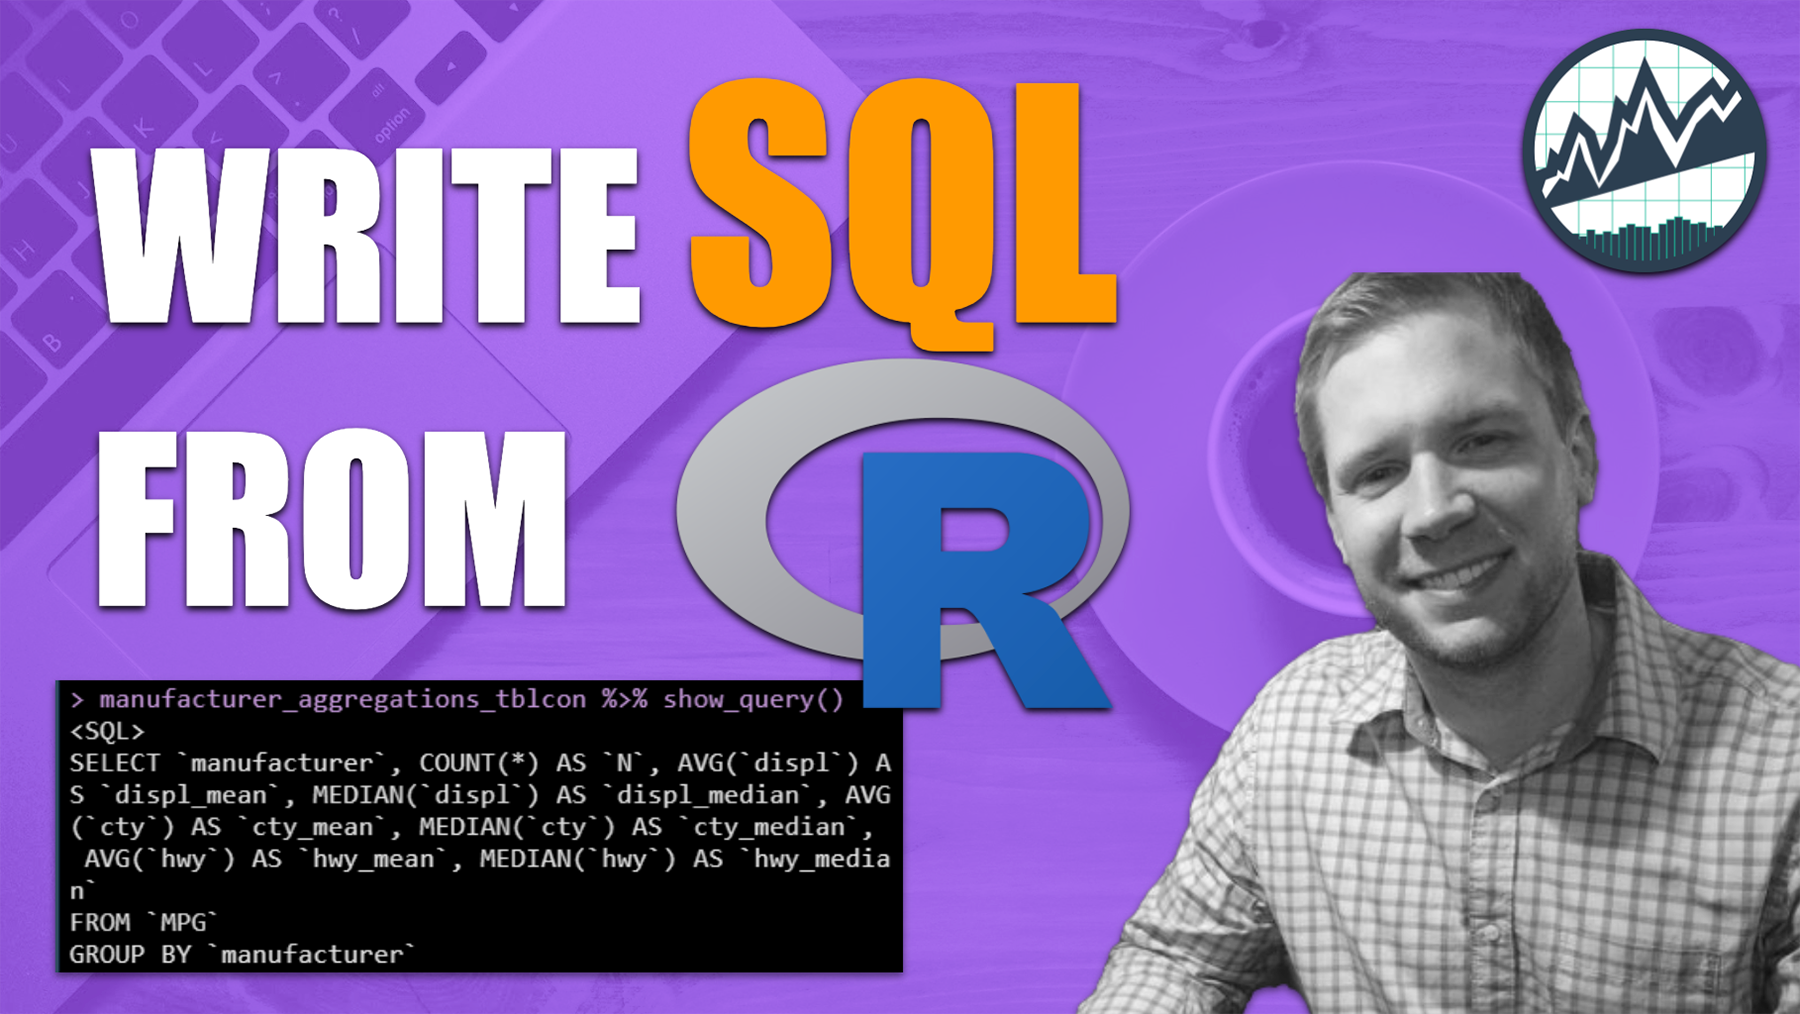 WRITE SQL
FROM R
> manufacturer_aggregations_tblcon %>% show_query()
<SQL>
SELECT `manufacturer`, COUNT(*) AS `N`, AVG(`displ`) A
S `displ_mean`, MEDIAN(`displ`) AS `displ_median`, AVG
(`cty`) AS `cty_mean`, MEDIAN(`cty`) AS `cty_median`,
 AVG(`hwy`) AS `hwy_mean`, MEDIAN(`hwy`) AS `hwy_media
n`
FROM `MPG`
GROUP BY `manufacturer`
O
I
L
?
/
>
.
alt
option
U
K
<
H
B